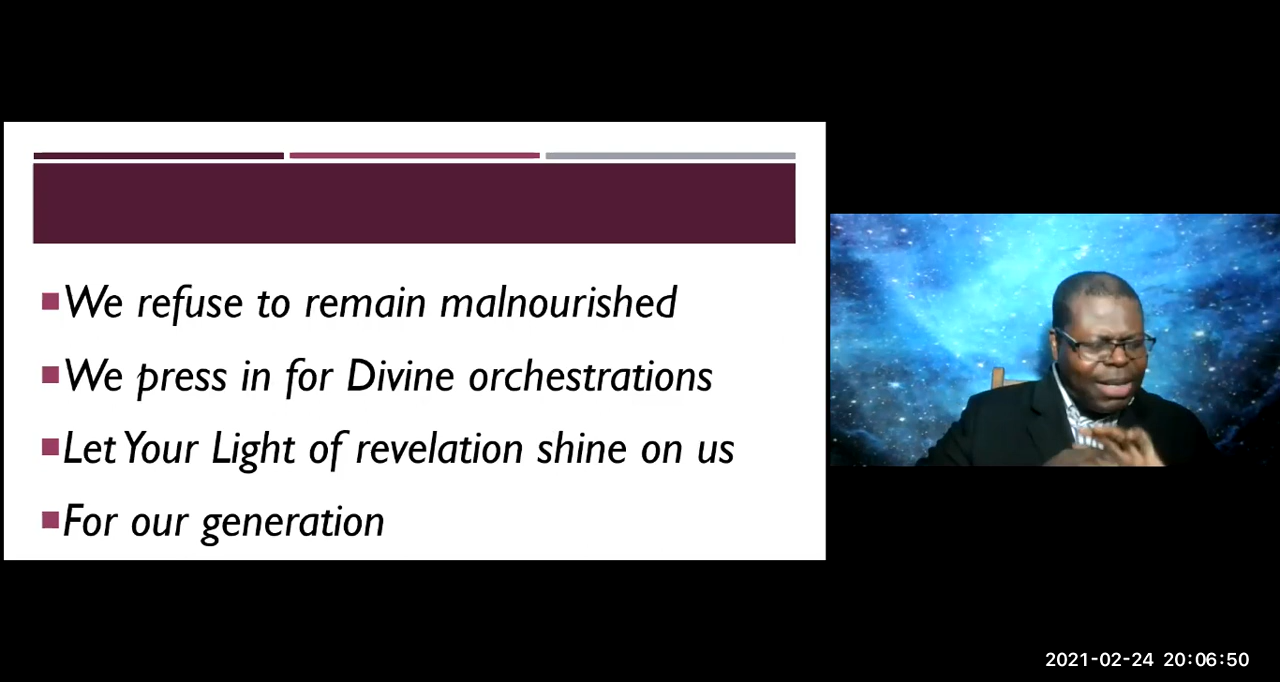 We refuse to remain malnourished
We press in for Divine orchestrations
Let Your Light of revelation shine on us
For our generation
2021-02-24 20:06:50